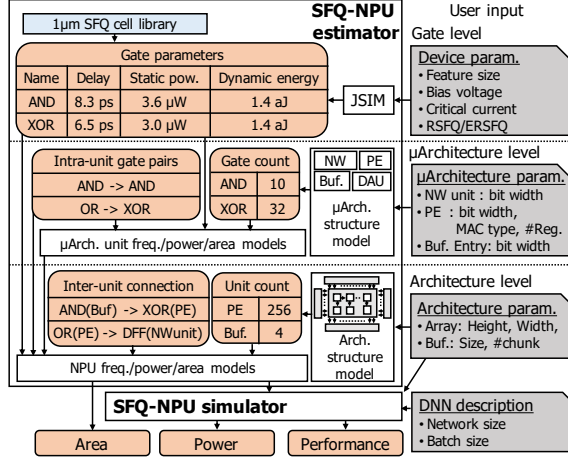 1µm SFQ cell library
SFQ-NPU
estimator
User input
Gate level
Gate parameters
Name Delay Static pow. Dynamic energy
AND 8.3 ps 3.6 µW 1.4 aJ
XOR 6.5 ps 3.0 µW 1.4 aJ
JSIM
Device param.
• Feature size
• Bias voltage
• Critical current
• RSFQ/ERSFQ
µArchitecture level
Intra-unit gate pairs
AND -> AND
OR -> XOR
Gate count
AND 10
XOR 32
NW PE
Buf. DAU
µArch.
structure
model
µArchitecture param.
• NW unit : bit width
• PE : bit width,
MAC type, #Reg.
• Buf. Entry: bit width
µArch. unit freq./power/area models
Architecture level
Inter-unit connection
AND(Buf) -> XOR(PE)
OR(PE) -> DFF(NWunit)
Unit count
PE 256
Buf. 4
Arch.
structure
model
Architecture param.
• Array: Height, Width,
• Buf.: Size, #chunk
NPU freq./power/area models
SFQ-NPU simulator
DNN description
• Network size
• Batch size
Area
Power
Performance